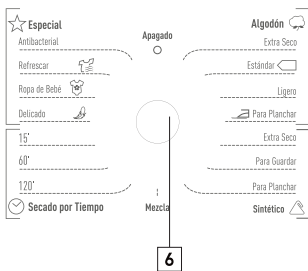 Especial
Antibacterial
Refrescar
Ropa de Bebé
Delicado
15'
60'
120'
Secado por Tiempo
Apagado
Mezcla
Algodón
Extra Seco
Estándar
Ligero
Para Planchar
Extra Seco
Para Guardar
Para Planchar
Sintético
6